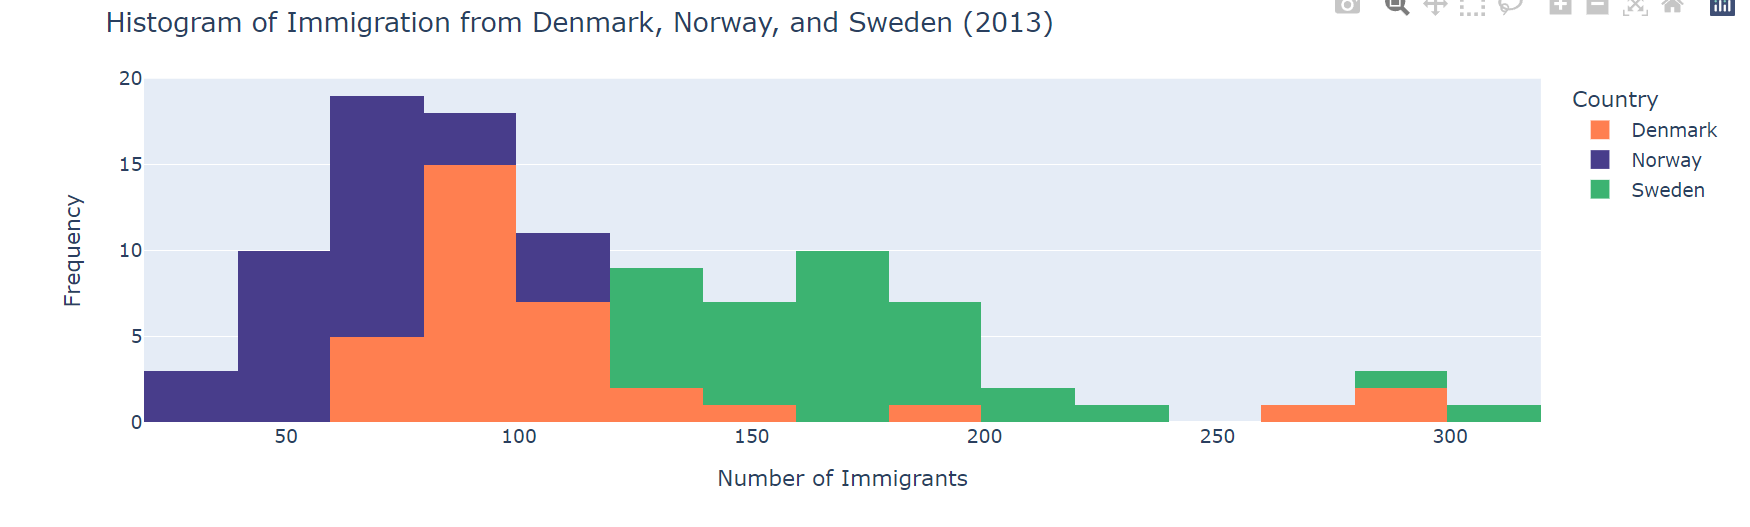 Histogram of Immigration from Denmark, Norway, and Sweden (2013)
20
15
10
5
0
Frequency
50 100 150 200 250 300
Number of Immigrants
Country
Denmark
Norway
Sweden